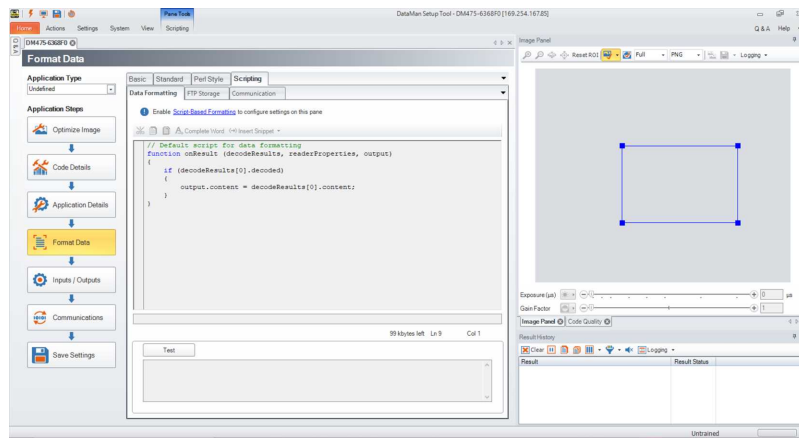 Pane Tools
DataMan Setup Tool - DM475-6368F0 [169.254.167.85]
Home Actions Settings System View Scripting
Q & A Help
DM475-6368F0
Format Data
Application Type
Undefined
Application Steps
Optimize Image
Code Details
Application Details
Format Data
Inputs / Outputs
Communications
Save Settings
Basic Standard Perl Style Scripting
Data Formatting FTP Storage Communication
Enable Script-Based Formatting to configure settings on this pane
Complete Word Insert Snippet
// Default script for data formatting
function onResult (decodeResults, readerProperties, output)
{
if (decodeResults[0].decoded)
{
output.content = decodeResults[0].content;
}
}
99 kbytes left Ln 9 Col 1
Test
Image Panel
Reset ROI Full PNG Logging
Exposure (µs) 0 µs
Gain Factor 1
Image Panel Code Quality
Result History
Clear Logging
Result Result Status
Untrained